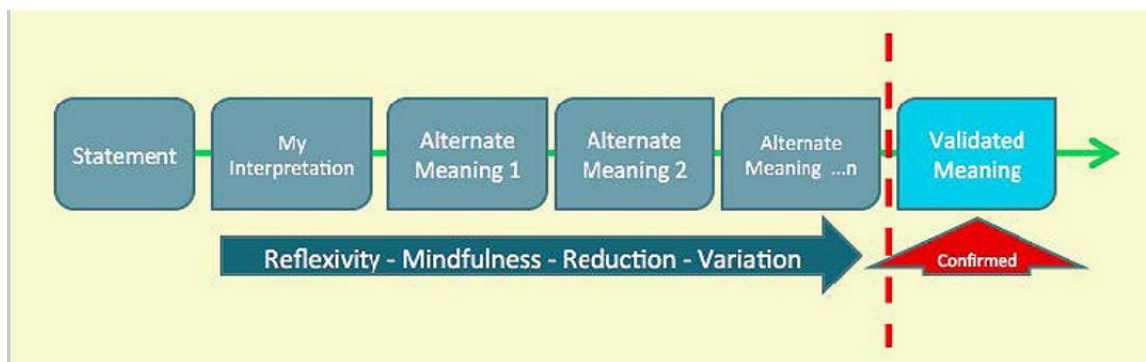 Statement
My
Interpretation
Alternate
Meaning 1
Alternate
Meaning 2
Alternate
Meaning ...n
Validated
Meaning
Reflexivity - Mindfulness - Reduction - Variation
Confirmed